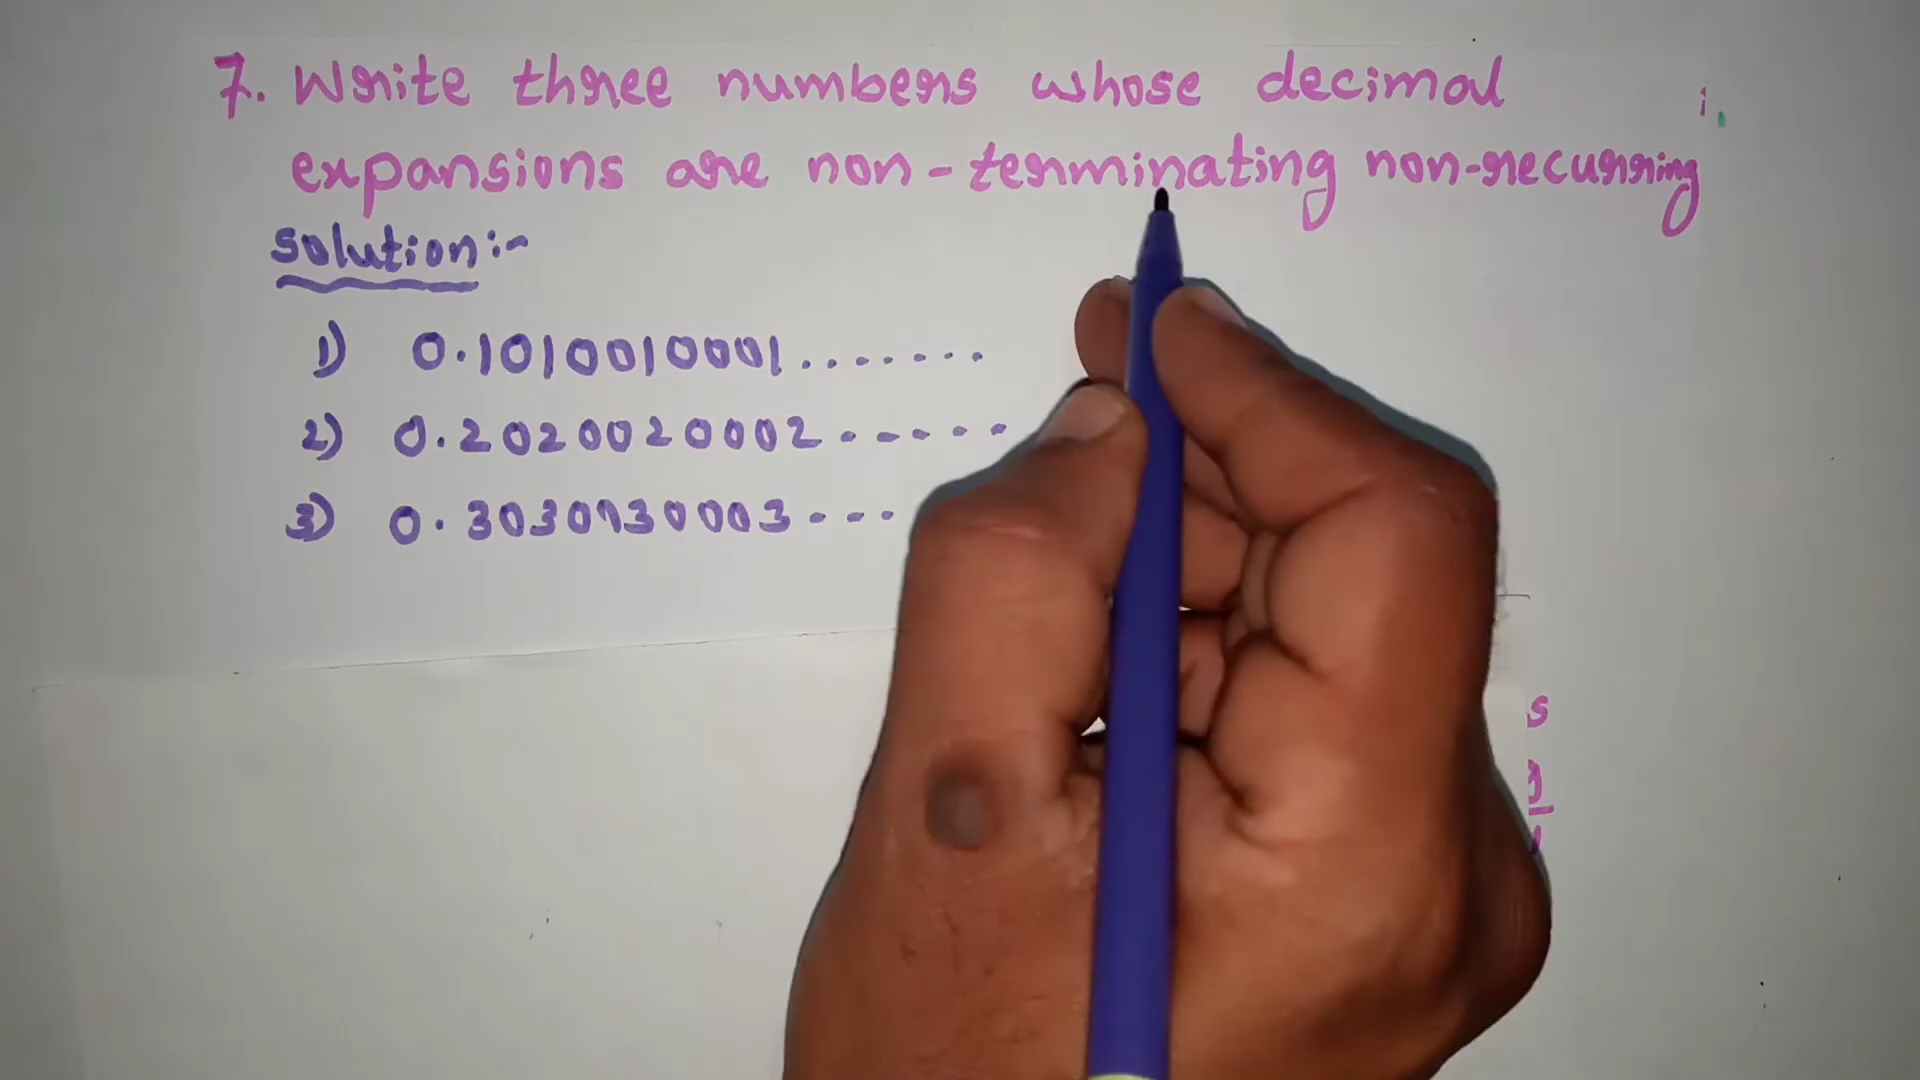 7. Write three numbers whose decimal
expansions are non-terminating non-recurring
solution:-
1) 0.1010010001.......
2) 0.2020020002.....
3) 0.3030030003...
s